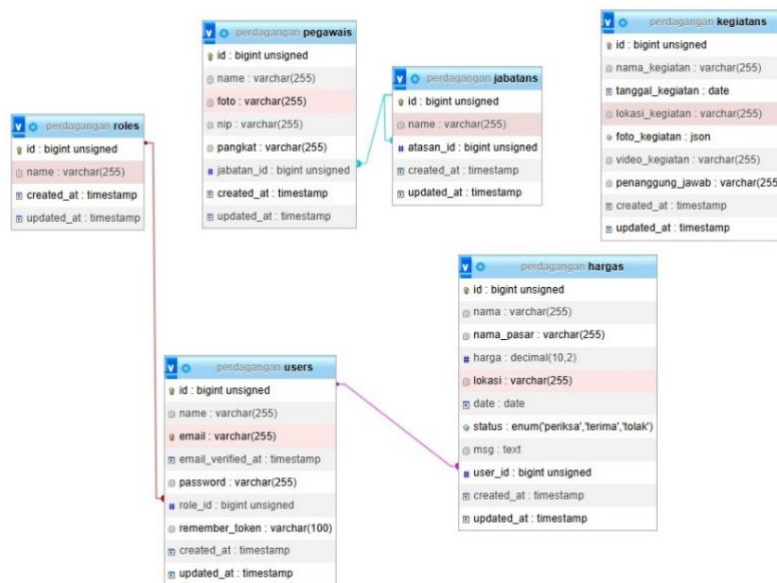 perdagangan pegawais
id : bigint unsigned
name : varchar(255)
foto : varchar(255)
nip : varchar(255)
pangkat : varchar(255)
jabatan_id : bigint unsigned
created_at : timestamp
updated_at : timestamp
perdagangan jabatans
id : bigint unsigned
name : varchar(255)
atasan_id : bigint unsigned
created_at : timestamp
updated_at : timestamp
perdagangan kegiatans
id : bigint unsigned
nama_kegiatan : varchar(255)
tanggal_kegiatan : date
lokasi_kegiatan : varchar(255)
foto_kegiatan : json
video_kegiatan : varchar(255)
penanggung_jawab : varchar(255)
created_at : timestamp
updated_at : timestamp
perdagangan roles
id : bigint unsigned
name : varchar(255)
created_at : timestamp
updated_at : timestamp
perdagangan hargas
id : bigint unsigned
nama : varchar(255)
nama_pasar : varchar(255)
harga : decimal(10,2)
lokasi : varchar(255)
date : date
status : enum('periksa','terima','tolak')
msg : text
user_id : bigint unsigned
created_at : timestamp
updated_at : timestamp
perdagangan users
id : bigint unsigned
name : varchar(255)
email : varchar(255)
email_verified_at : timestamp
password : varchar(255)
role_id : bigint unsigned
remember_token : varchar(100)
created_at : timestamp
updated_at : timestamp